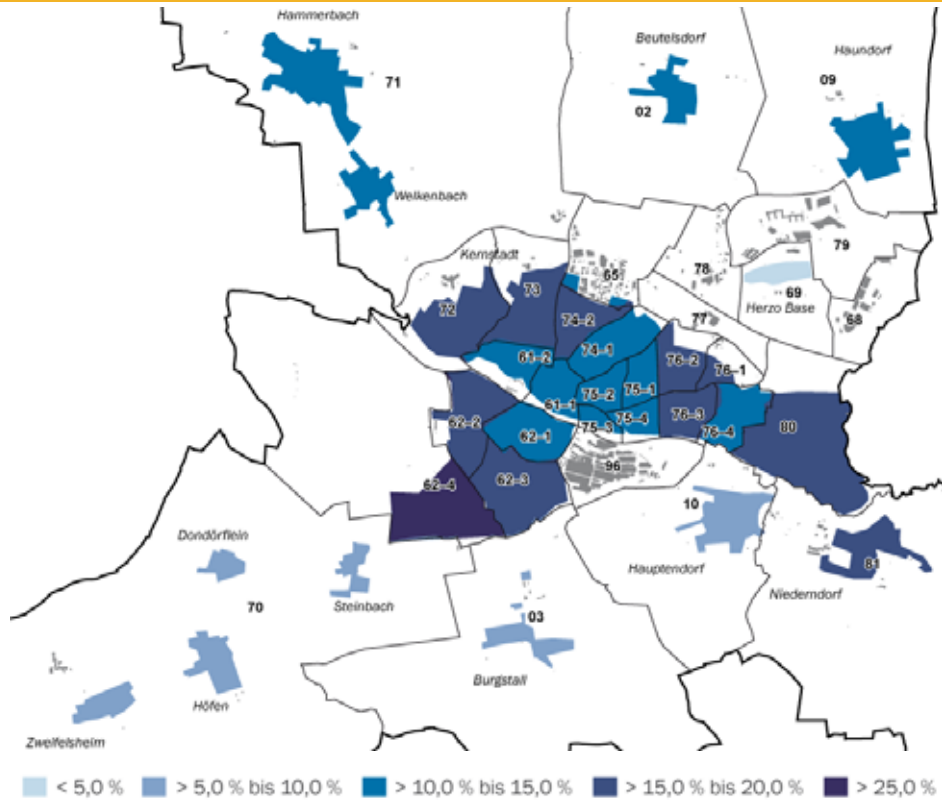 Hammerbach
Beutelsdorf
Haundorf
71
09
02
Welkenbach
Kernstadt
65
78
79
72
73
69
Herzo Base
68
74–2
77
61–2
74–1
76–2
76–1
75–2
75–1
61–1
75–4
75–3
76–3
76–4
80
62–2
62–1
96
62–4
62–3
10
Dondörflein
Hauptendorf
81
Niederndorf
70
Steinbach
03
Burgstall
Höfen
Zweifelsheim
< 5,0 % > 5,0 % bis 10,0 % > 10,0 % bis 15,0 % > 15,0 % bis 20,0 % > 25,0 %